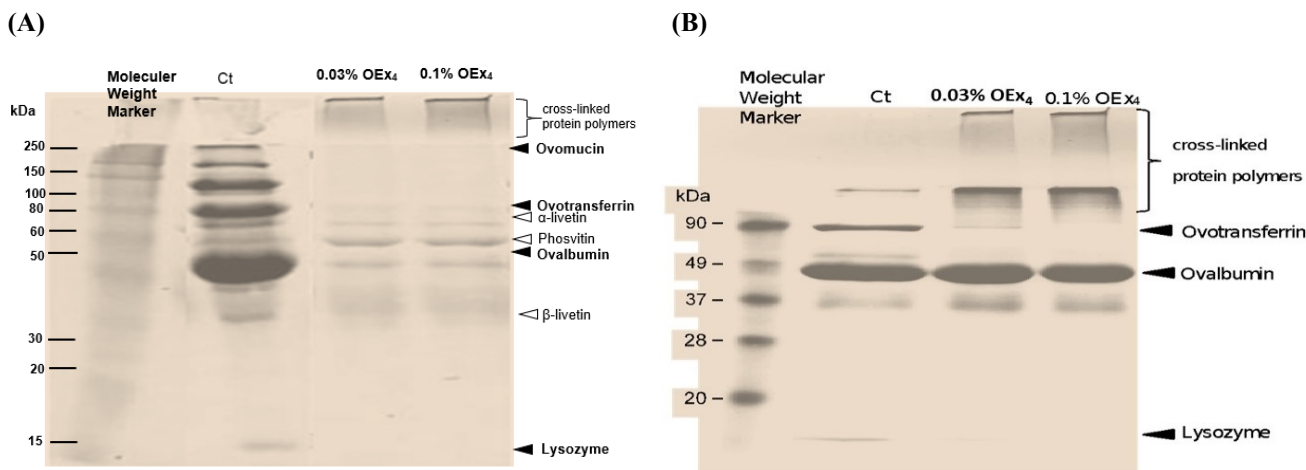 (A)
Moleculer
Weight
Marker
Ct
0.03% OEx₄
0.1% OEx₄
kDa
cross-linked
protein polymers
250
Ovomucin
150
100
80
Ovotransferrin
α-livetin
60
Phosvitin
50
Ovalbumin
β-livetin
30
20
15
Lysozyme
(B)
Molecular
Weight
Marker
Ct
0.03% OEx₄
0.1% OEx₄
cross-linked
protein polymers
kDa
90
Ovotransferrin
49
Ovalbumin
37
28
20
Lysozyme